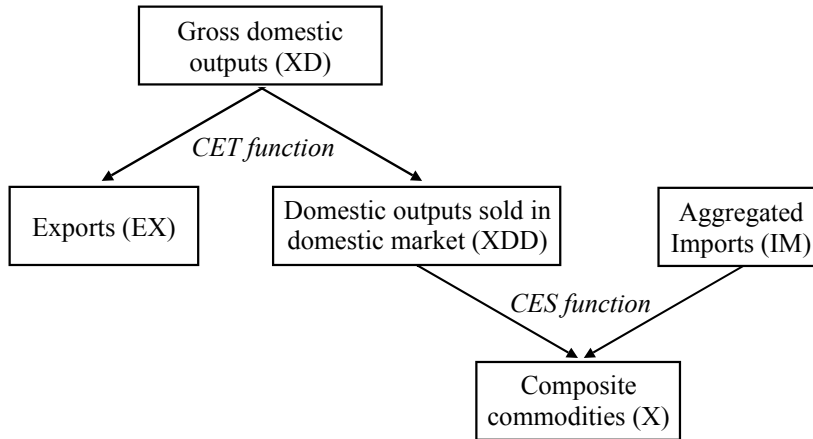 Gross domestic
outputs (XD)
CET function
Exports (EX)
Domestic outputs sold in
domestic market (XDD)
Aggregated
Imports (IM)
CES function
Composite
commodities (X)